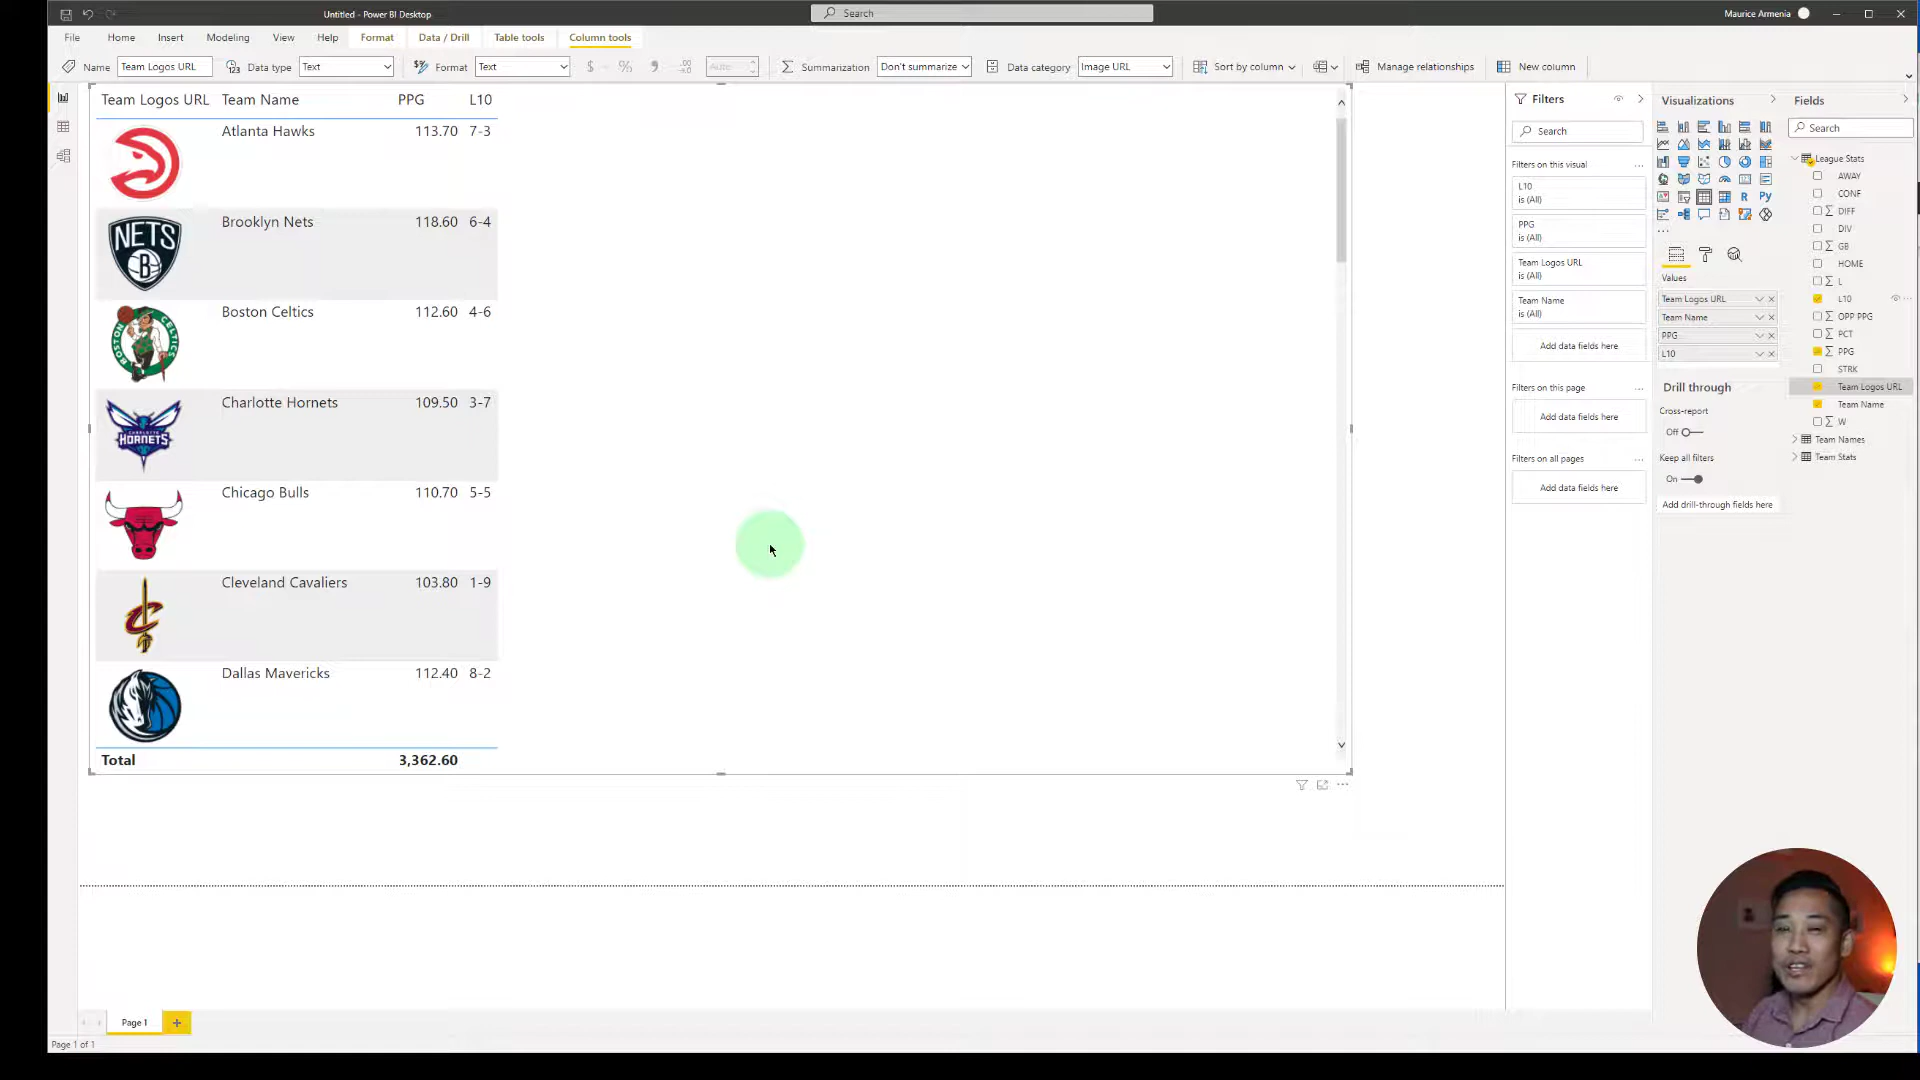 Untitled - Power BI Desktop
Search
Maurice Armenia
File Home Insert Modeling View Help Format Data / Drill Table tools Column tools
Name Team Logos URL Data type Text Format Text $ % Auto Summarization Don't summarize Data category Image URL Sort by column Manage relationships New column
Team Logos URL Team Name PPG L10
Atlanta Hawks 113.70 7-3
NETS B Brooklyn Nets 118.60 6-4
BOSTON CELTICS Boston Celtics 112.60 4-6
CHARLOTTE HORNETS Charlotte Hornets 109.50 3-7
Chicago Bulls 110.70 5-5
Cleveland Cavaliers 103.80 1-9
Dallas Mavericks 112.40 8-2
Total 3,362.60
Filters
Search
Filters on this visual ...
L10
is (All)
PPG
is (All)
Team Logos URL
is (All)
Team Name
is (All)
Add data fields here
Filters on this page ...
Add data fields here
Filters on all pages ...
Add data fields here
Visualizations
R Py
...
Values
Team Logos URL
Team Name
PPG
L10
Drill through
Cross-report
Off
Keep all filters
On
Add drill-through fields here
Fields
Search
League Stats
AWAY
CONF
DIFF
DIV
GB
HOME
L
L10
OPP PPG
PCT
PPG
STRK
Team Logos URL
Team Name
W
Team Names
Team Stats
Page 1
Page 1 of 1